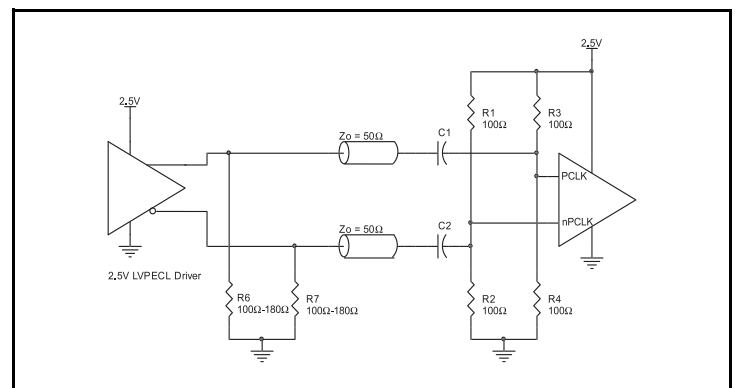 2.5V
2.5V
R1
100Ω
R3
100Ω
Zo = 50Ω
C1
PCLK
nPCLK
Zo = 50Ω
C2
2.5V LVPECL Driver
R6
100Ω-180Ω
R7
100Ω-180Ω
R2
100Ω
R4
100Ω